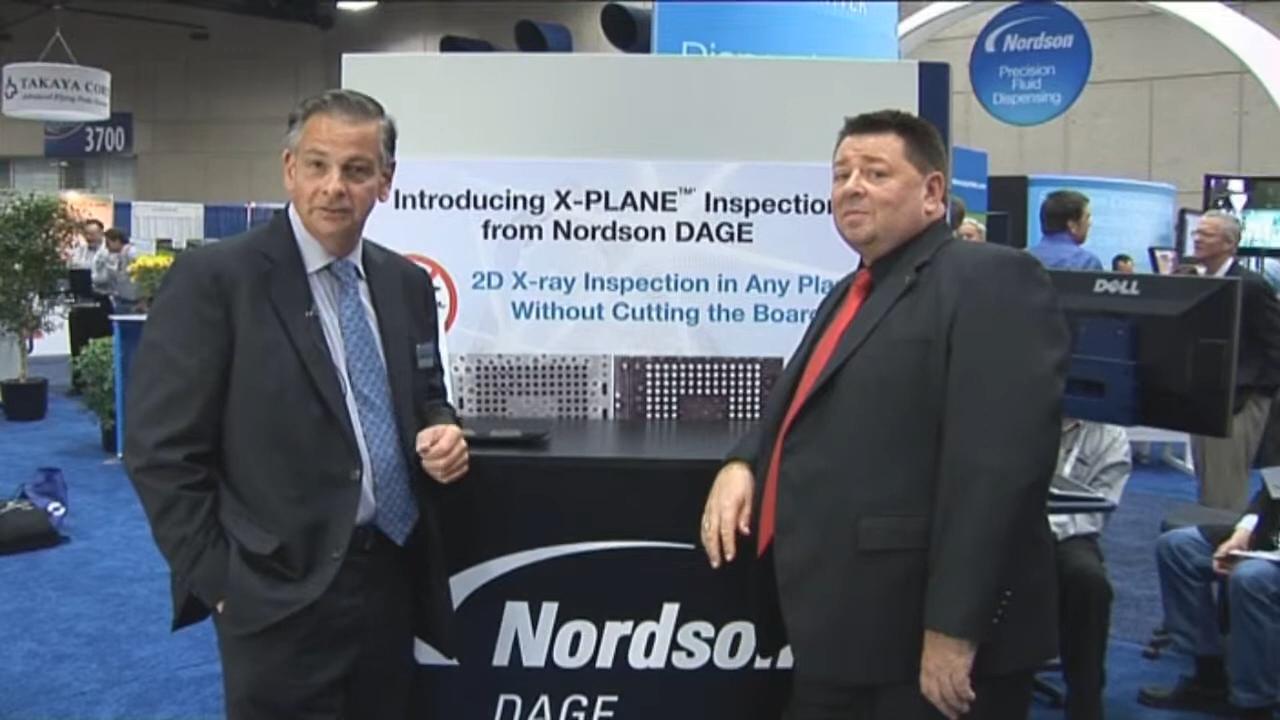 Nordson
Precision
Fluid
Dispensing
TAKAYA
3700
Introducing X-PLANE™ Inspection
from Nordson DAGE
2D X-ray Inspection in Any Pla
Without Cutting the Board
DELL
Nordson
DAGE